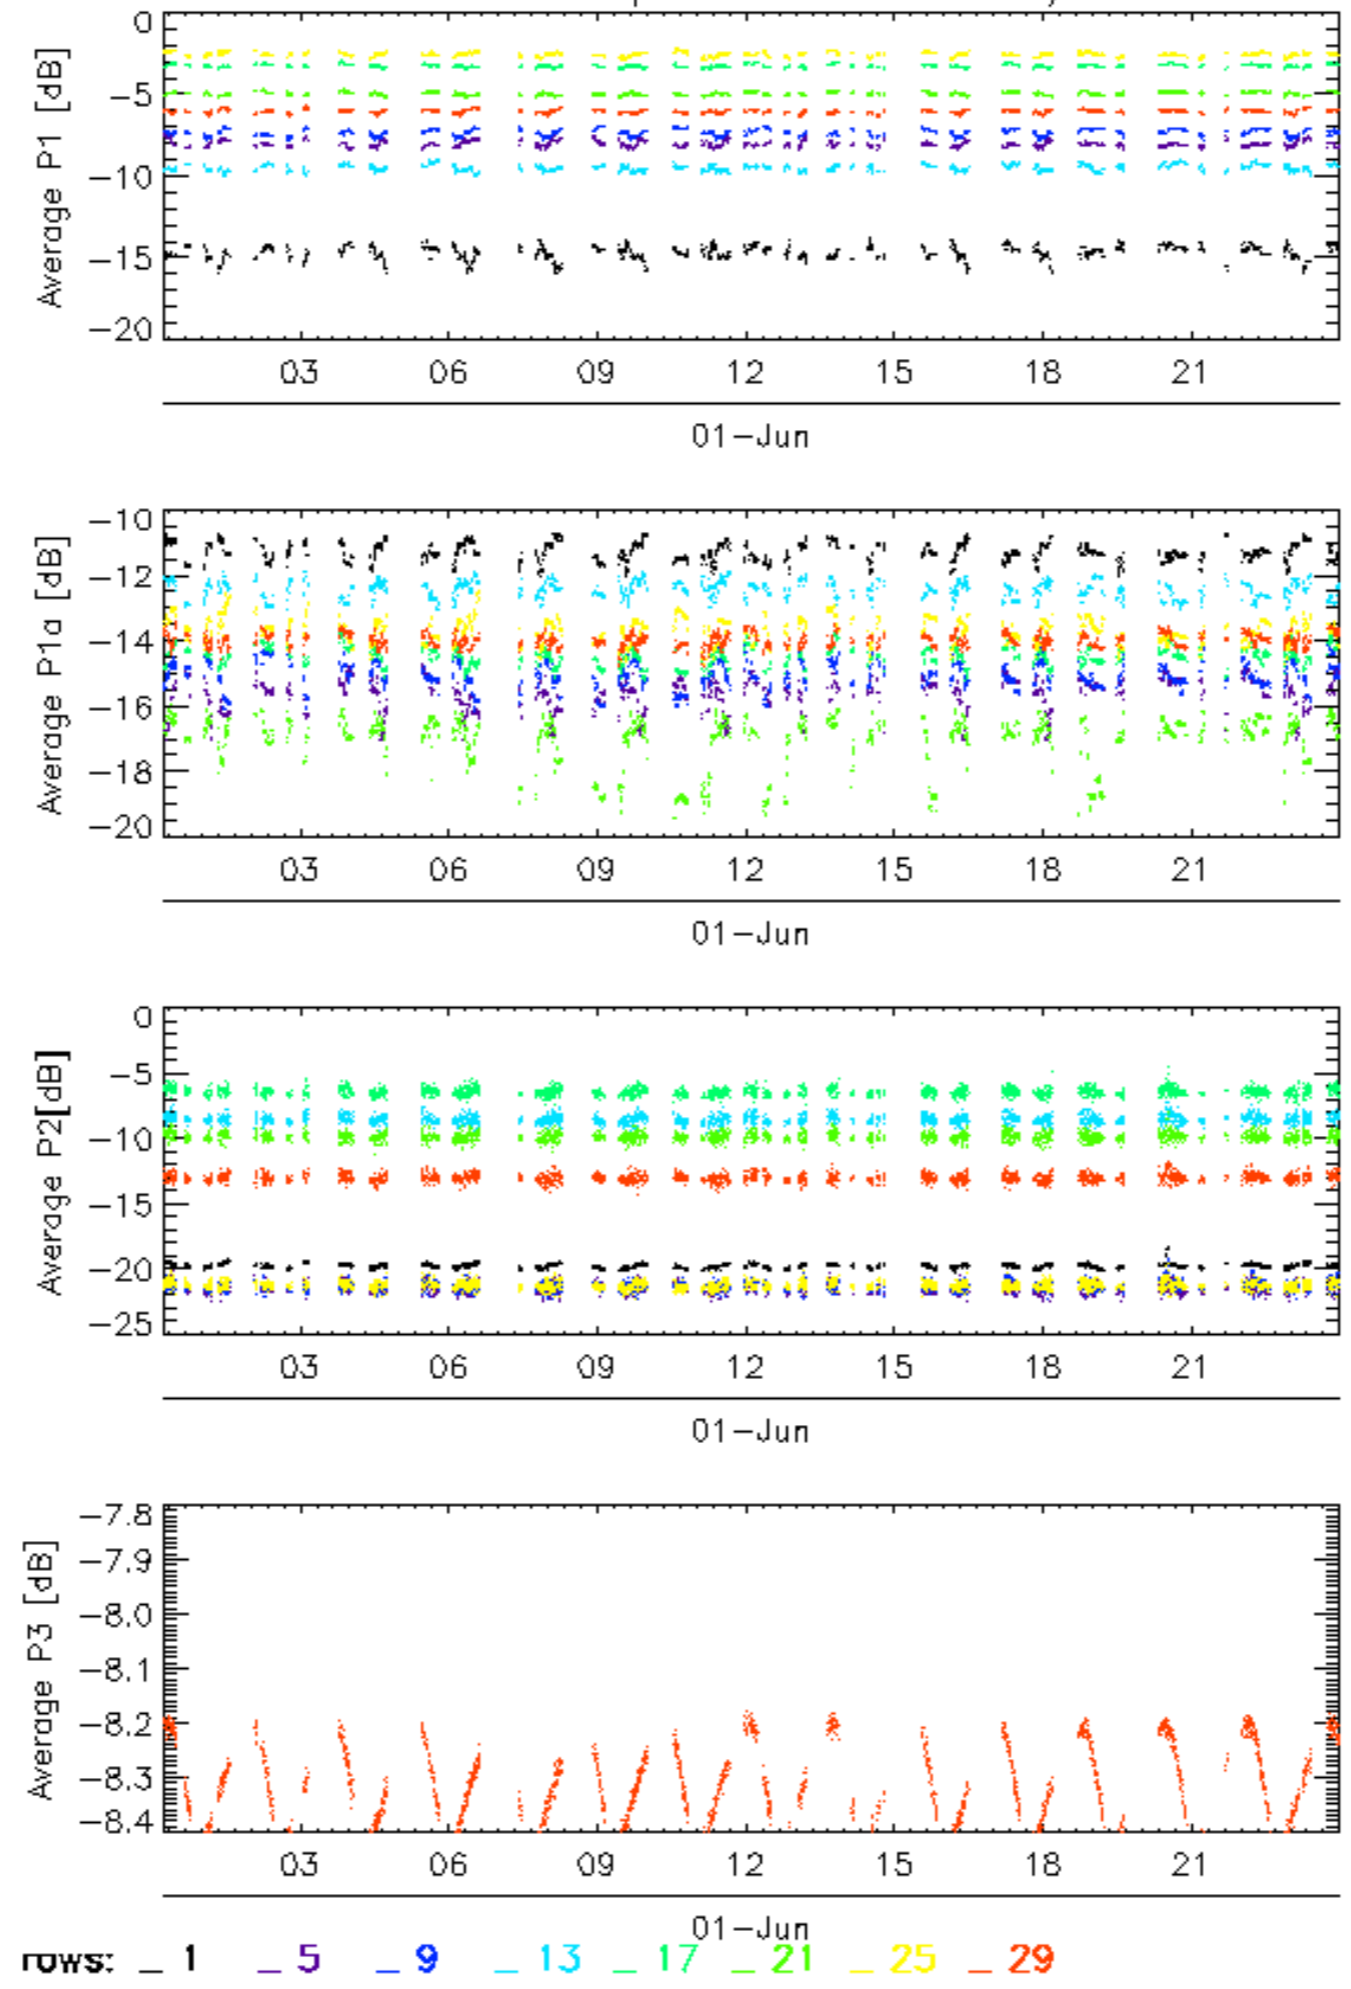 0
−5
−10
−15
−20
Average P1 [dB]
03 06 09 12 15 18 21
01−Jun
−10
−12
−14
−16
−18
−20
Average P1a [dB]
03 06 09 12 15 18 21
01−Jun
0
−5
−10
−15
−20
−25
Average P2[dB]
03 06 09 12 15 18 21
01−Jun
−7.8
−7.9
−8.0
−8.1
−8.2
−8.3
−8.4
Average P3 [dB]
03 06 09 12 15 18 21
01−Jun
rows: _ 1 _ 5 _ 9 _ 13 _ 17 _ 21 _ 25 _ 29